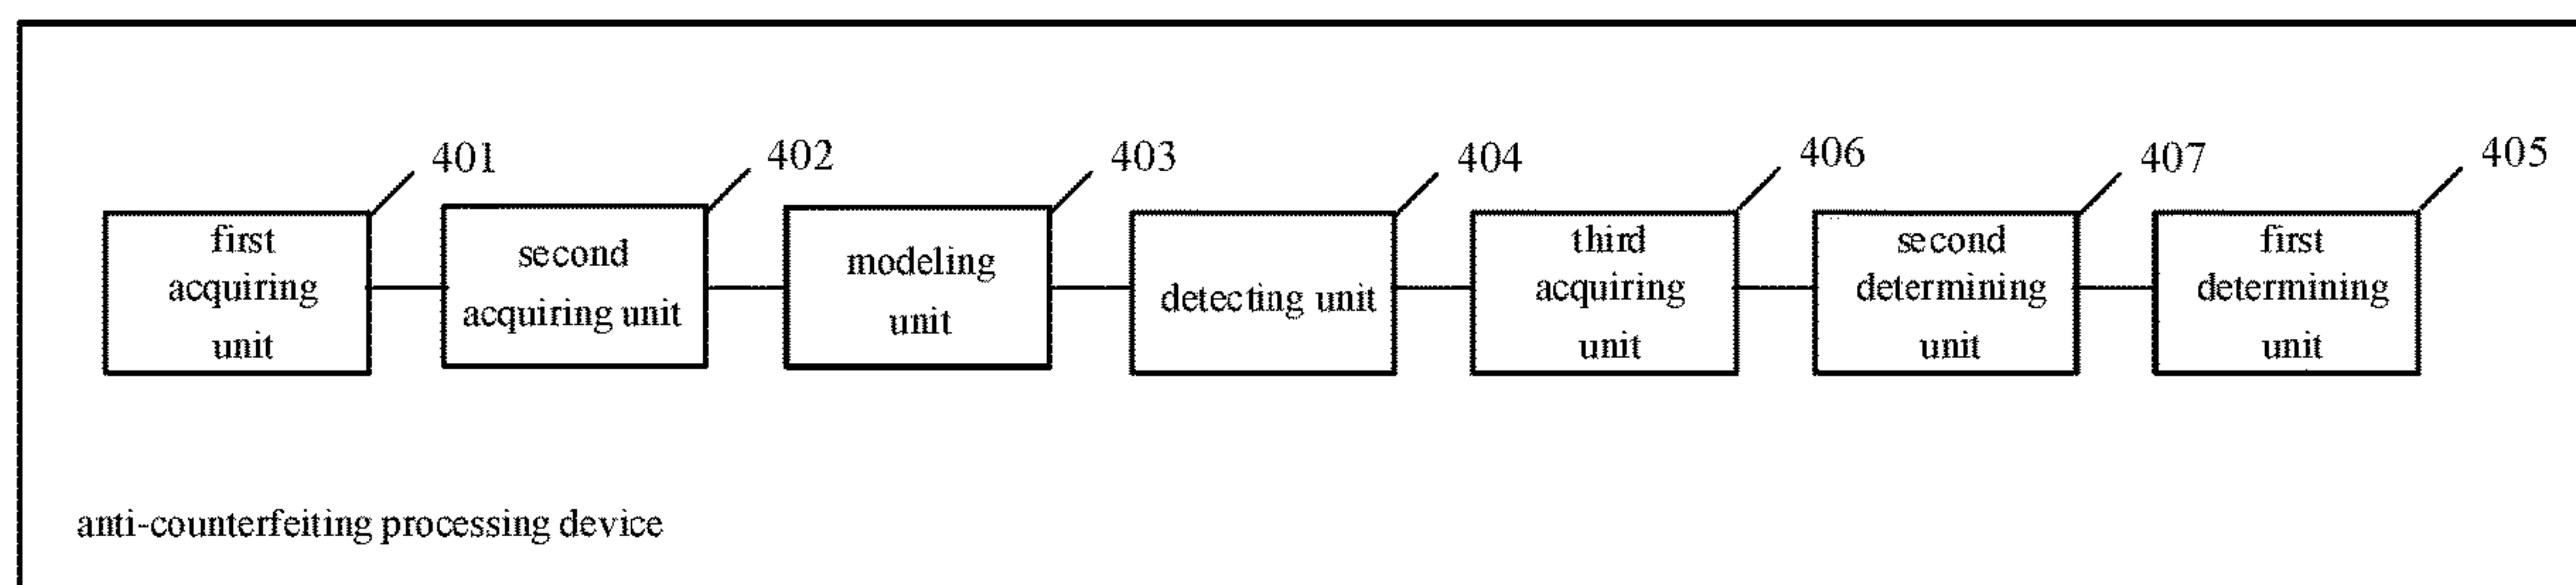 401
402
403
404
406
407
405
first
acquiring
unit
second
acquiring unit
modeling
unit
detecting unit
third
acquiring
unit
second
determining
unit
first
determining
unit
anti-counterfeiting processing device